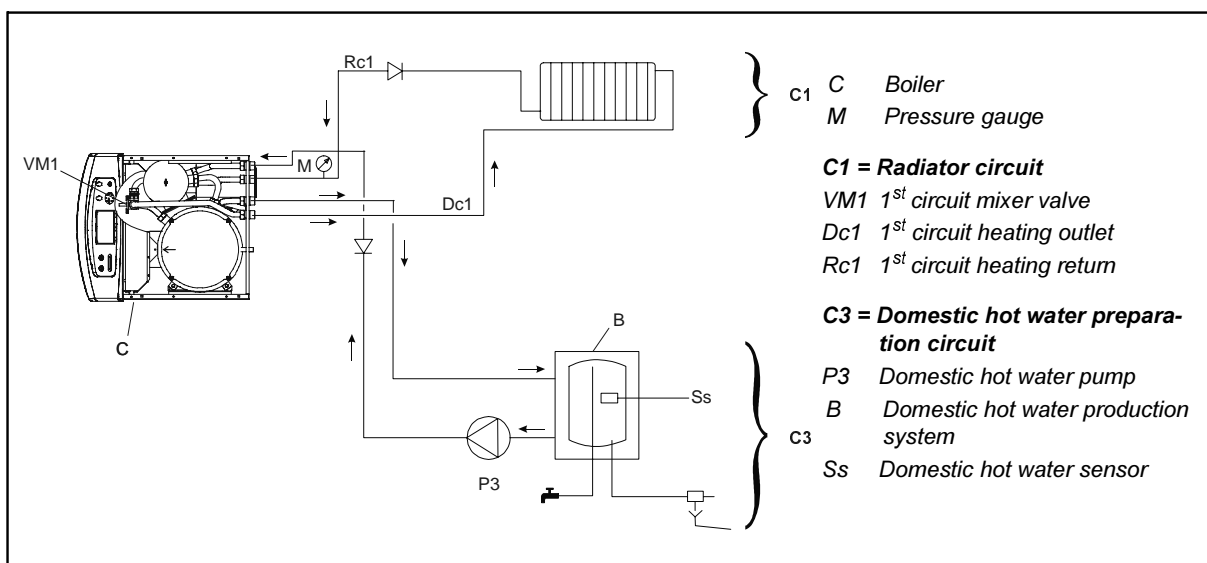 Rc1
C1
VM1
M
Dc1
C
B
Ss
C3
P3
C Boiler
M Pressure gauge
C1 = Radiator circuit
VM1 1st circuit mixer valve
Dc1 1st circuit heating outlet
Rc1 1st circuit heating return
C3 = Domestic hot water prepara-
tion circuit
P3 Domestic hot water pump
B Domestic hot water production
system
Ss Domestic hot water sensor